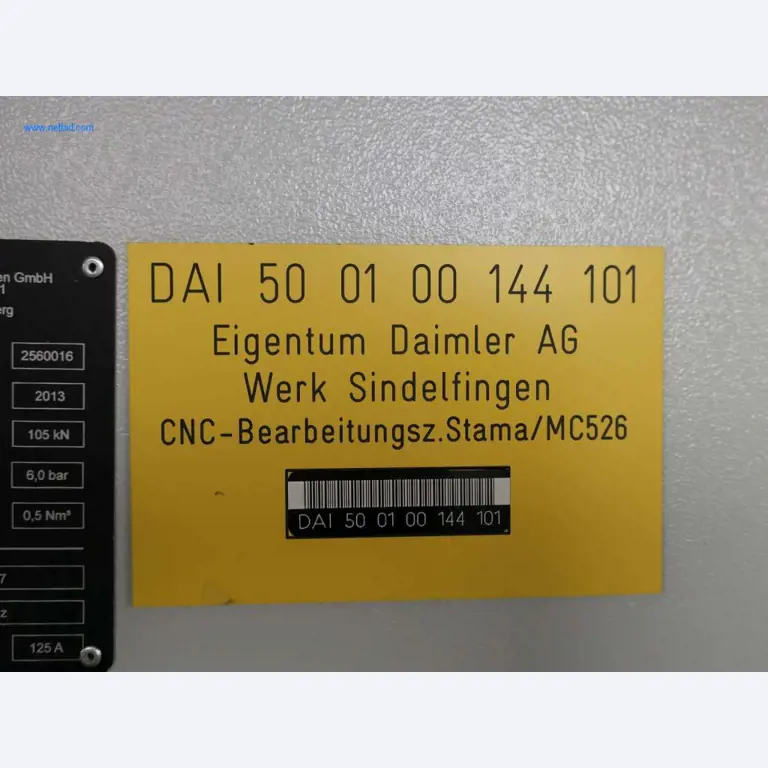 www.netbid.com
DAI 50 01 00 144 101
Eigentum Daimler AG
Werk Sindelfingen
CNC-Bearbeitungsz.Stama/MC526
DAI 50 01 00 144 101
en GmbH
1
erg
2560016
2013
105 kN
6,0 bar
0,5 Nm³
7
z
125 A